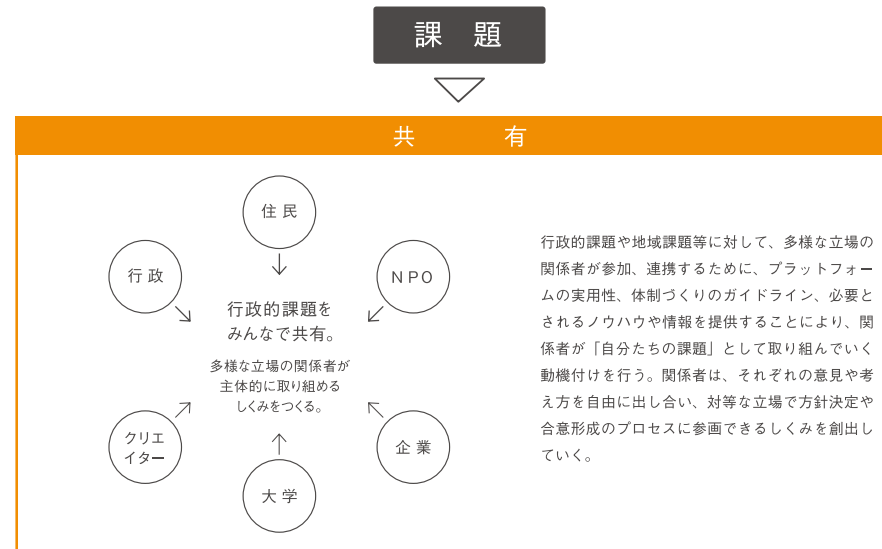 課題
共有
住民
行政
NPO
行政的課題を
みんなで共有。
多様な立場の関係者が
主体的に取り組める
しくみをつくる。
クリエ
イター
企業
大学
行政的課題や地域課題等に対して、多様な立場の
関係者が参加、連携するために、プラットフォー
ムの実用性、体制づくりのガイドライン、必要と
されるノウハウや情報を提供することにより、関
係者が「自分たちの課題」として取り組んでいく
動機付けを行う。関係者は、それぞれの意見や考
え方を自由に出し合い、対等な立場で方針決定や
合意形成のプロセスに参画できるしくみを創出し
ていく。